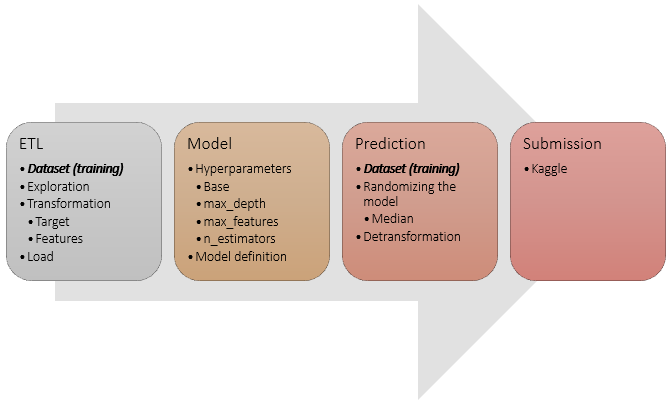 ETL
• Dataset (training)
• Exploration
• Transformation
• Target
• Features
• Load
Model
• Hyperparameters
• Base
• max_depth
• max_features
• n_estimators
• Model definition
Prediction
• Dataset (training)
• Randomizing the
model
• Median
• Detransformation
Submission
• Kaggle